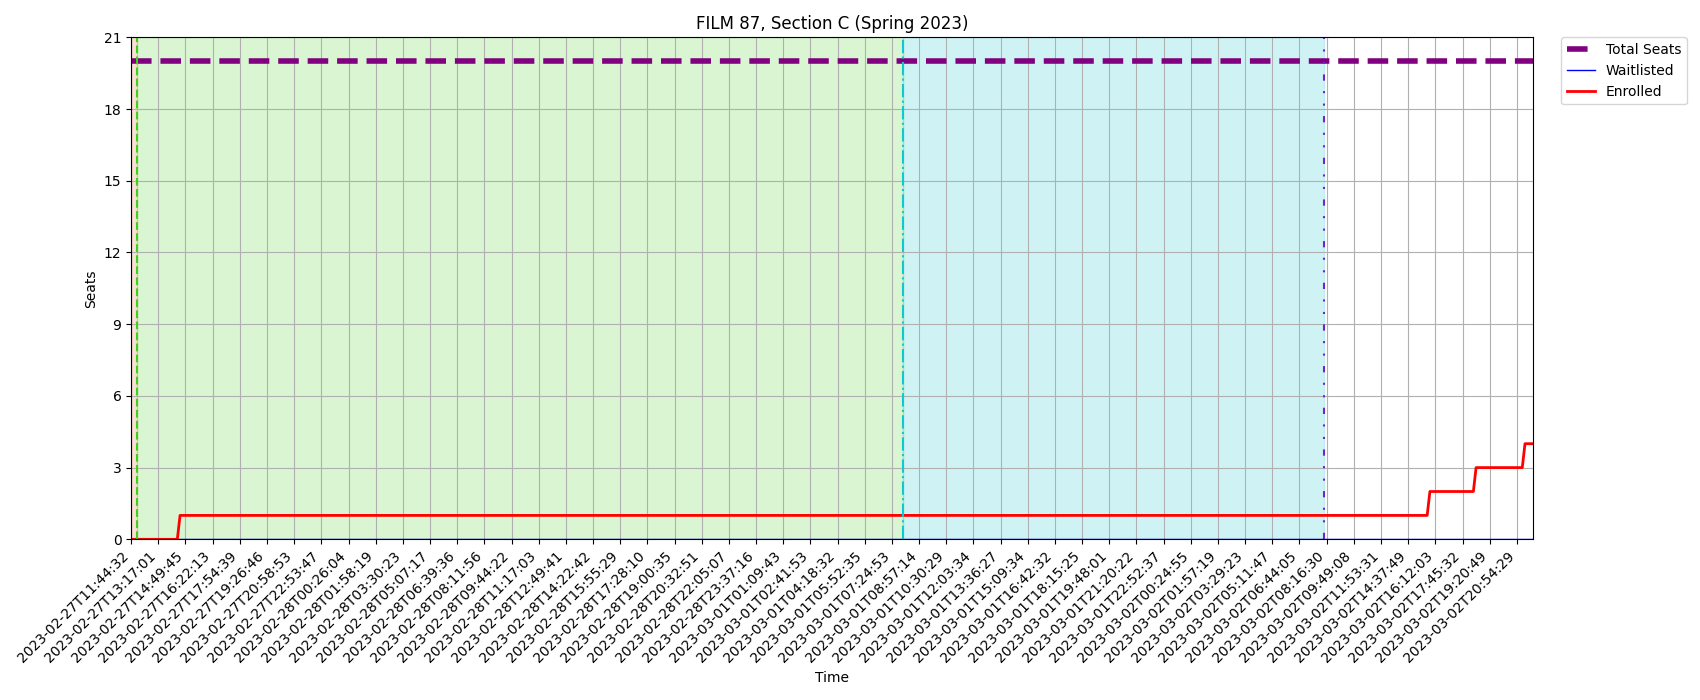 FILM 87, Section C (Spring 2023)
Total Seats
Waitlisted
Enrolled
Seats
21
18
15
12
9
6
3
0
2023-02-27T11:44:32
2023-02-27T13:17:01
2023-02-27T14:49:45
2023-02-27T16:22:13
2023-02-27T17:54:39
2023-02-27T19:26:46
2023-02-27T20:58:53
2023-02-27T22:53:47
2023-02-28T00:26:04
2023-02-28T01:58:19
2023-02-28T03:30:23
2023-02-28T05:07:17
2023-02-28T06:39:36
2023-02-28T08:11:56
2023-02-28T09:44:22
2023-02-28T11:17:03
2023-02-28T12:49:41
2023-02-28T14:22:42
2023-02-28T15:55:29
2023-02-28T17:28:10
2023-02-28T19:00:35
2023-02-28T20:32:51
2023-02-28T22:05:07
2023-02-28T23:37:16
2023-03-01T01:09:43
2023-03-01T02:41:53
2023-03-01T04:18:32
2023-03-01T05:52:35
2023-03-01T07:24:53
2023-03-01T08:57:14
2023-03-01T10:30:29
2023-03-01T12:03:34
2023-03-01T13:36:27
2023-03-01T15:09:34
2023-03-01T16:42:32
2023-03-01T18:15:25
2023-03-01T19:48:01
2023-03-01T21:20:22
2023-03-01T22:52:37
2023-03-02T00:24:55
2023-03-02T01:57:19
2023-03-02T03:29:23
2023-03-02T05:11:47
2023-03-02T06:44:05
2023-03-02T08:16:30
2023-03-02T09:49:08
2023-03-02T11:53:31
2023-03-02T14:37:49
2023-03-02T16:12:03
2023-03-02T17:45:32
2023-03-02T19:20:49
2023-03-02T20:54:29
Time